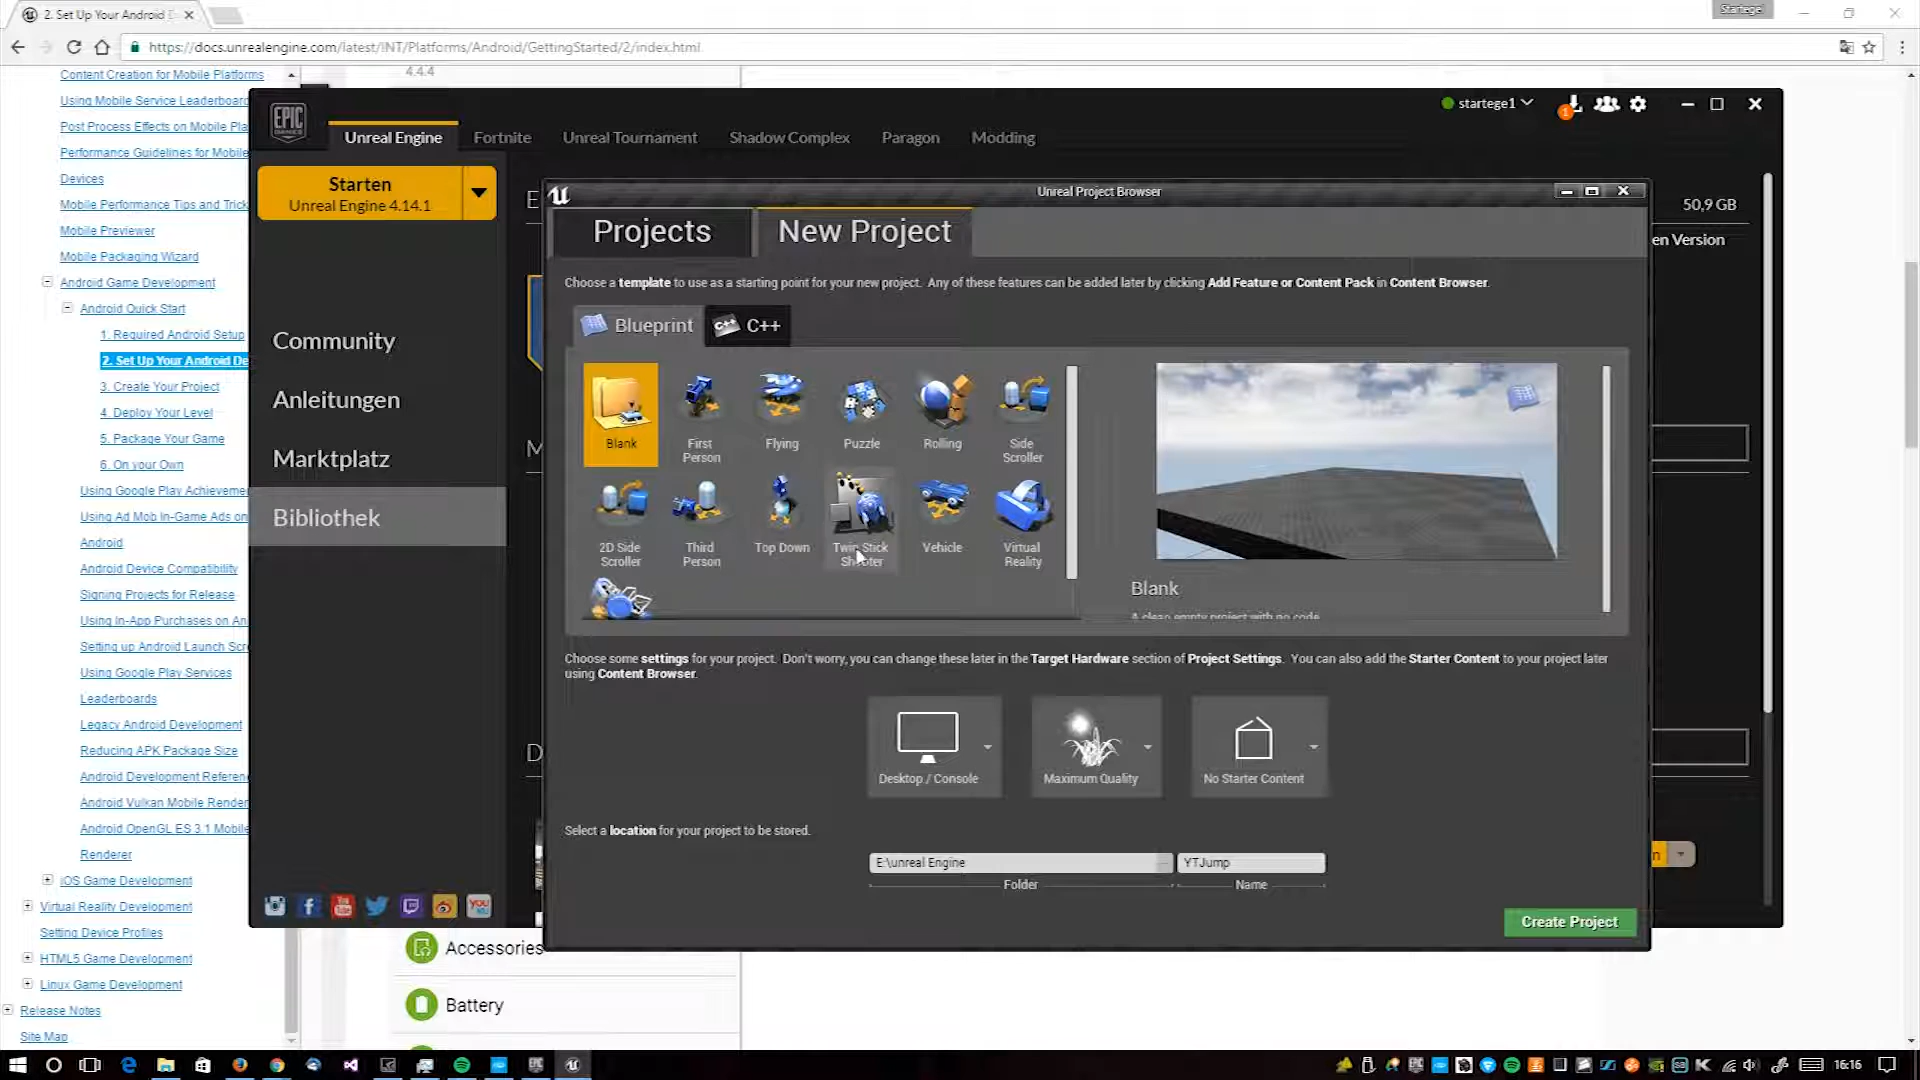 2. Set Up Your Android D
Startegel
https://docs.unrealengine.com/latest/INT/Platforms/Android/GettingStarted/2/index.html
4.4.4
Content Creation for Mobile Platforms
Using Mobile Service Leaderboard
Post Process Effects on Mobile Pla
Performance Guidelines for Mobile
Devices
Mobile Performance Tips and Trick
Mobile Previewer
Mobile Packaging Wizard
Android Game Development
Android Quick Start
1. Required Android Setup
2. Set Up Your Android De
3. Create Your Project
4. Deploy Your Level
5. Package Your Game
6. On your Own
Using Google Play Achievemen
Using Ad Mob In-Game Ads on
Android
Android Device Compatibility
Signing Projects for Release
Using In-App Purchases on An
Setting up Android Launch Scr
Using Google Play Services
Leaderboards
Legacy Android Development
Reducing APK Package Size
Android Development Referen
Android Vulkan Mobile Render
Android OpenGL ES 3.1 Mobile
Renderer
iOS Game Development
Virtual Reality Development
Setting Device Profiles
HTML5 Game Development
Linux Game Development
Release Notes
Site Map
EPIC
GAMES
Unreal Engine
Fortnite
Unreal Tournament
Shadow Complex
Paragon
Modding
startege1
1
Starten
Unreal Engine 4.14.1
Community
Anleitungen
Marktplatz
Bibliothek
You
Tube
YOU
E
M
D
50,9 GB
en Version
n
Unreal Project Browser
Projects
New Project
Choose a template to use as a starting point for your new project. Any of these features can be added later by clicking Add Feature or Content Pack in Content Browser.
Blueprint
C++
C++
Blank
First
Person
Flying
Puzzle
Rolling
Side
Scroller
2D Side
Scroller
Third
Person
Top Down
Twin Stick
Shooter
Vehicle
Virtual
Reality
Blank
A clean empty project with no code.
Choose some settings for your project. Don't worry, you can change these later in the Target Hardware section of Project Settings. You can also add the Starter Content to your project later
using Content Browser.
Desktop / Console
Maximum Quality
No Starter Content
Select a location for your project to be stored.
E:\unreal Engine
YTJump
Folder
Name
Create Project
Accessories
Battery
16:16